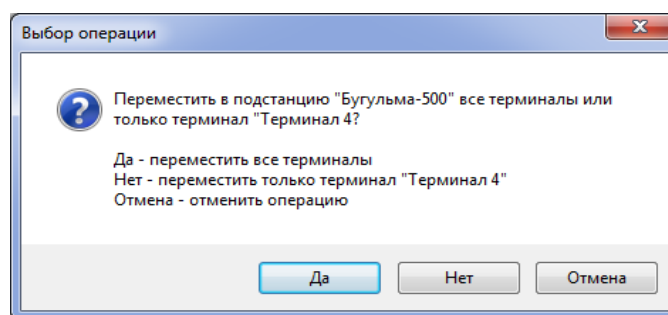 Выбор операции
Переместить в подстанцию "Бугульма-500" все терминалы или
только терминал "Терминал 4?
Да - переместить все терминалы
Нет - переместить только терминал "Терминал 4"
Отмена - отменить операцию
Да Нет Отмена